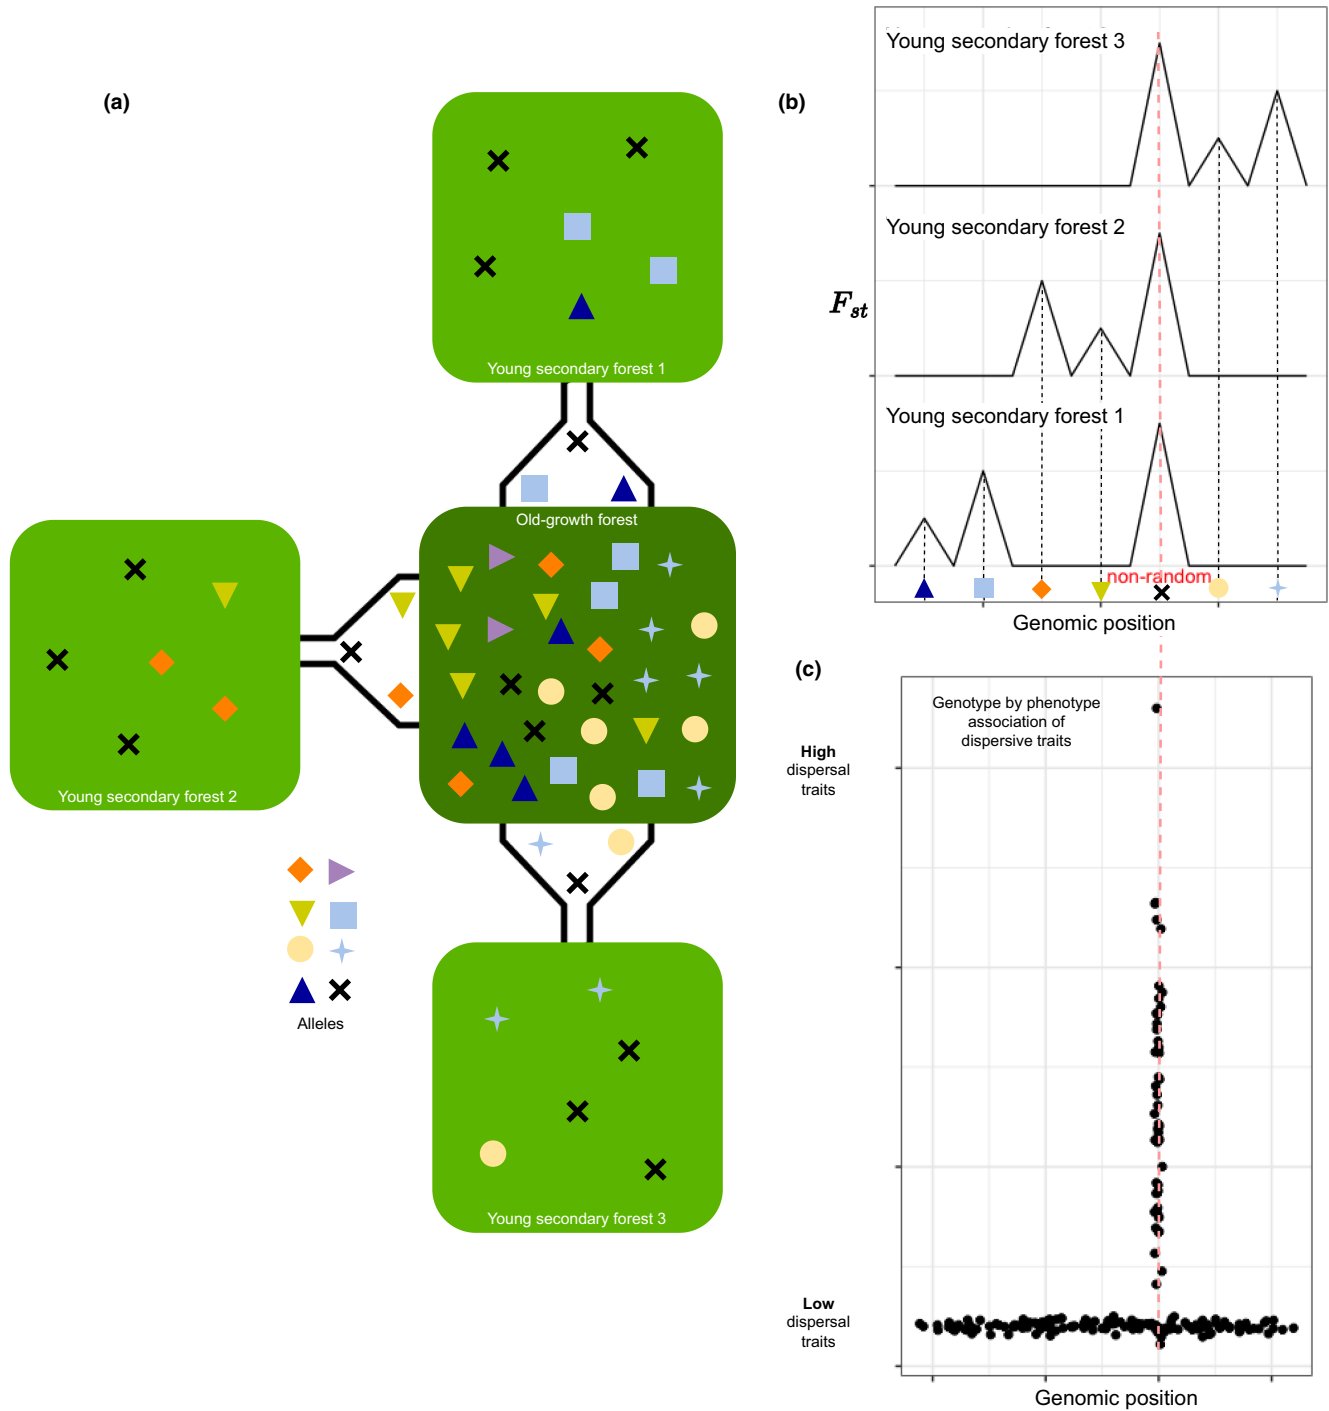 (a)
Young secondary forest 1
Old-growth forest
Young secondary forest 2
Alleles
Young secondary forest 3
(b)
Young secondary forest 3
Young secondary forest 2
Fst
Young secondary forest 1
non-random
Genomic position
(c)
Genotype by phenotype
association of
dispersive traits
High
dispersal
traits
Low
dispersal
traits
Genomic position